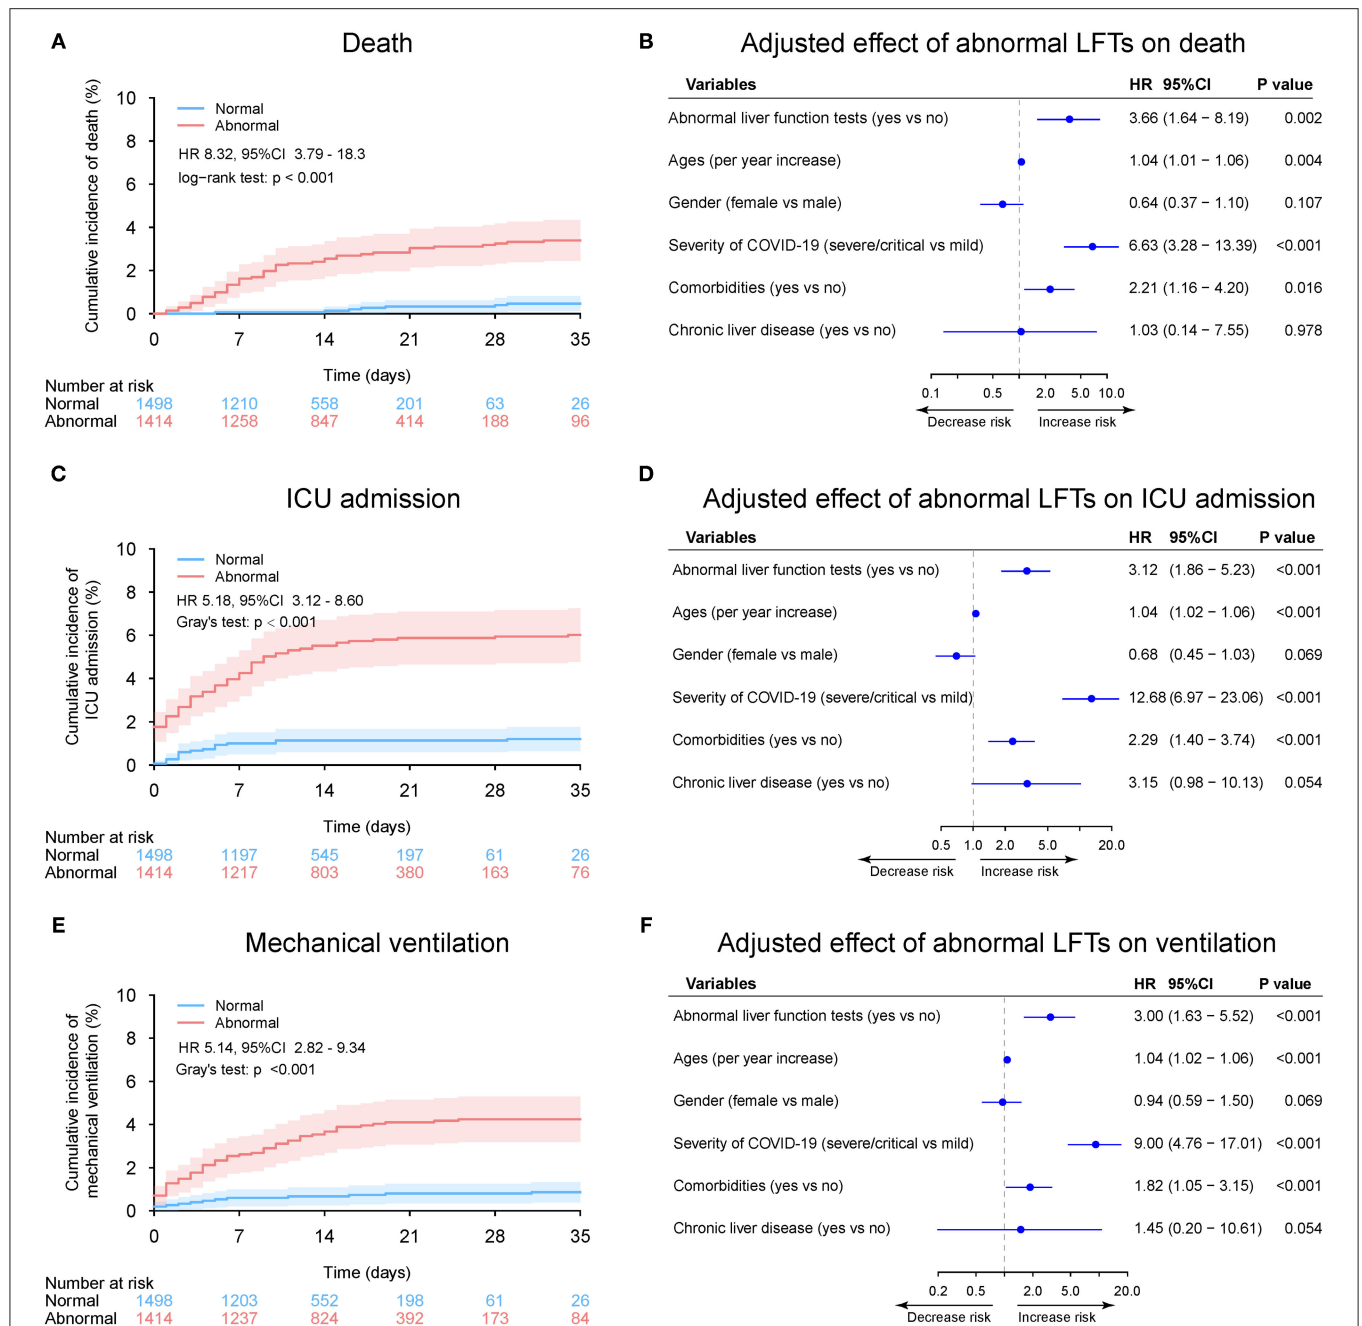 A
Death
Cumulative incidence of death (%)
10
8
6
4
2
0
Normal
Abnormal
HR 8.32, 95%CI 3.79 - 18.3
log−rank test: p < 0.001
0 7 14 21 28 35
Time (days)
Number at risk
Normal 1498 1210 558 201 63 26
Abnormal 1414 1258 847 414 188 96
B
Adjusted effect of abnormal LFTs on death
Variables HR 95%CI P value
Abnormal liver function tests (yes vs no) 3.66 (1.64 − 8.19) 0.002
Ages (per year increase) 1.04 (1.01 − 1.06) 0.004
Gender (female vs male) 0.64 (0.37 − 1.10) 0.107
Severity of COVID-19 (severe/critical vs mild) 6.63 (3.28 − 13.39) <0.001
Comorbidities (yes vs no) 2.21 (1.16 − 4.20) 0.016
Chronic liver disease (yes vs no) 1.03 (0.14 − 7.55) 0.978
0.1 0.5 2.0 5.0 10.0
Decrease risk Increase risk
C
ICU admission
Cumulative incidence of
ICU admission (%)
10
8
6
4
2
0
Normal
Abnormal
HR 5.18, 95%CI 3.12 - 8.60
Gray's test: p < 0.001
0 7 14 21 28 35
Time (days)
Number at risk
Normal 1498 1197 545 197 61 26
Abnormal 1414 1217 803 380 163 76
D
Adjusted effect of abnormal LFTs on ICU admission
Variables HR 95%CI P value
Abnormal liver function tests (yes vs no) 3.12 (1.86 − 5.23) <0.001
Ages (per year increase) 1.04 (1.02 − 1.06) <0.001
Gender (female vs male) 0.68 (0.45 − 1.03) 0.069
Severity of COVID-19 (severe/critical vs mild) 12.68 (6.97 − 23.06) <0.001
Comorbidities (yes vs no) 2.29 (1.40 − 3.74) <0.001
Chronic liver disease (yes vs no) 3.15 (0.98 − 10.13) 0.054
0.5 1.0 2.0 5.0 20.0
Decrease risk Increase risk
E
Mechanical ventilation
Cumulative incidence of
mechanical ventilation (%)
10
8
6
4
2
0
Normal
Abnormal
HR 5.14, 95%CI 2.82 - 9.34
Gray's test: p <0.001
0 7 14 21 28 35
Time (days)
Number at risk
Normal 1498 1203 552 198 61 26
Abnormal 1414 1237 824 392 173 84
F
Adjusted effect of abnormal LFTs on ventilation
Variables HR 95%CI P value
Abnormal liver function tests (yes vs no) 3.00 (1.63 − 5.52) <0.001
Ages (per year increase) 1.04 (1.02 − 1.06) <0.001
Gender (female vs male) 0.94 (0.59 − 1.50) 0.069
Severity of COVID-19 (severe/critical vs mild) 9.00 (4.76 − 17.01) <0.001
Comorbidities (yes vs no) 1.82 (1.05 − 3.15) <0.001
Chronic liver disease (yes vs no) 1.45 (0.20 − 10.61) 0.054
0.2 0.5 2.0 5.0 20.0
Decrease risk Increase risk